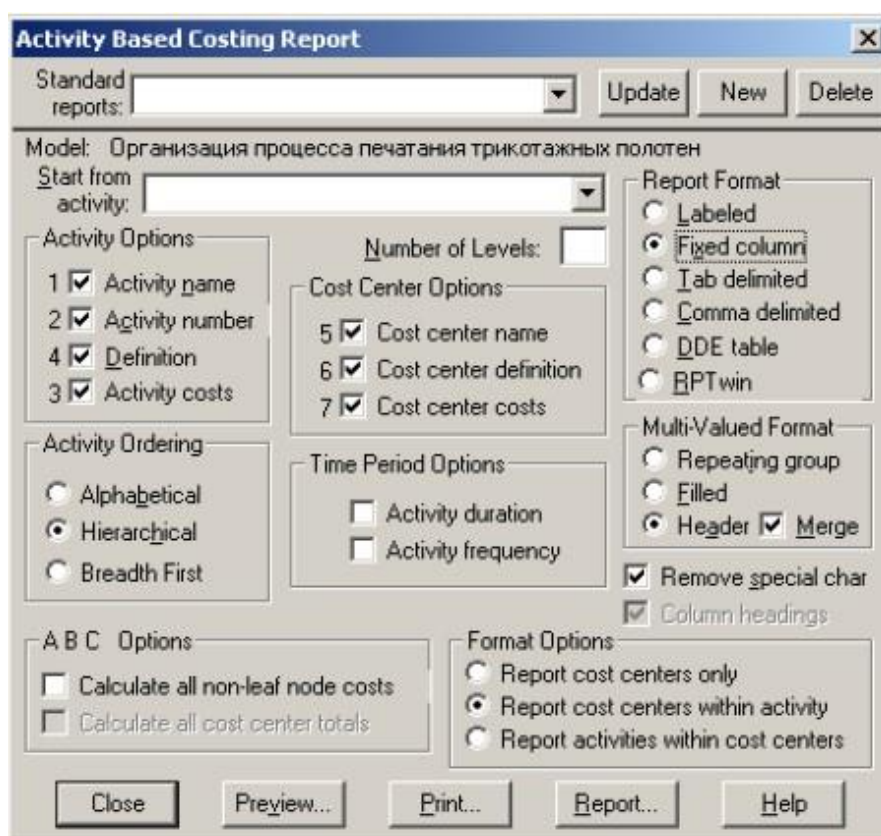 Activity Based Costing Report
Standard reports:
Update New Delete
Model: Организация процесса печатания трикотажных полотен
Start from activity:
Number of Levels:
Activity Options
1 Activity name
2 Activity number
4 Definition
3 Activity costs
Cost Center Options
5 Cost center name
6 Cost center definition
7 Cost center costs
Report Format
Labeled
Fixed column
Tab delimited
Comma delimited
DDE table
RPTwin
Activity Ordering
Alphabetical
Hierarchical
Breadth First
Time Period Options
Activity duration
Activity frequency
Multi-Valued Format
Repeating group
Filled
Header Merge
Remove special char
Column headings
A B C Options
Calculate all non-leaf node costs
Calculate all cost center totals
Format Options
Report cost centers only
Report cost centers within activity
Report activities within cost centers
Close Preview... Print... Report... Help